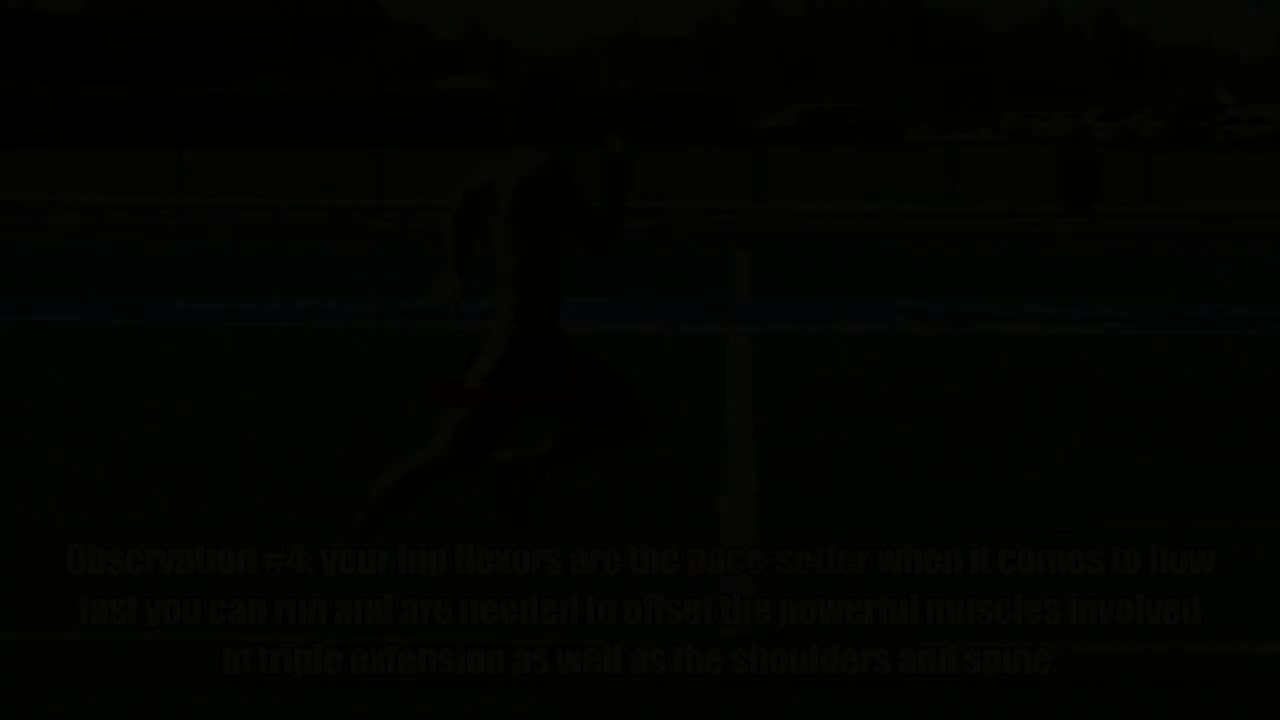 Observation #4: your hip flexors are the pace-setter when it comes to how
fast you can run and are needed to offset the powerful muscles involved
in triple extension as well as the shoulders and spine